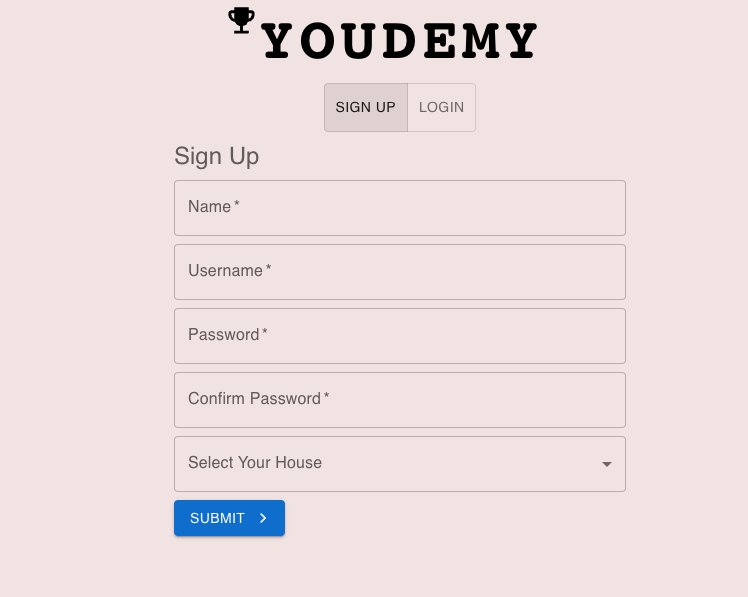 YOUDEMY
SIGN UP LOGIN
Sign Up
Name *
Username *
Password *
Confirm Password *
Select Your House
SUBMIT